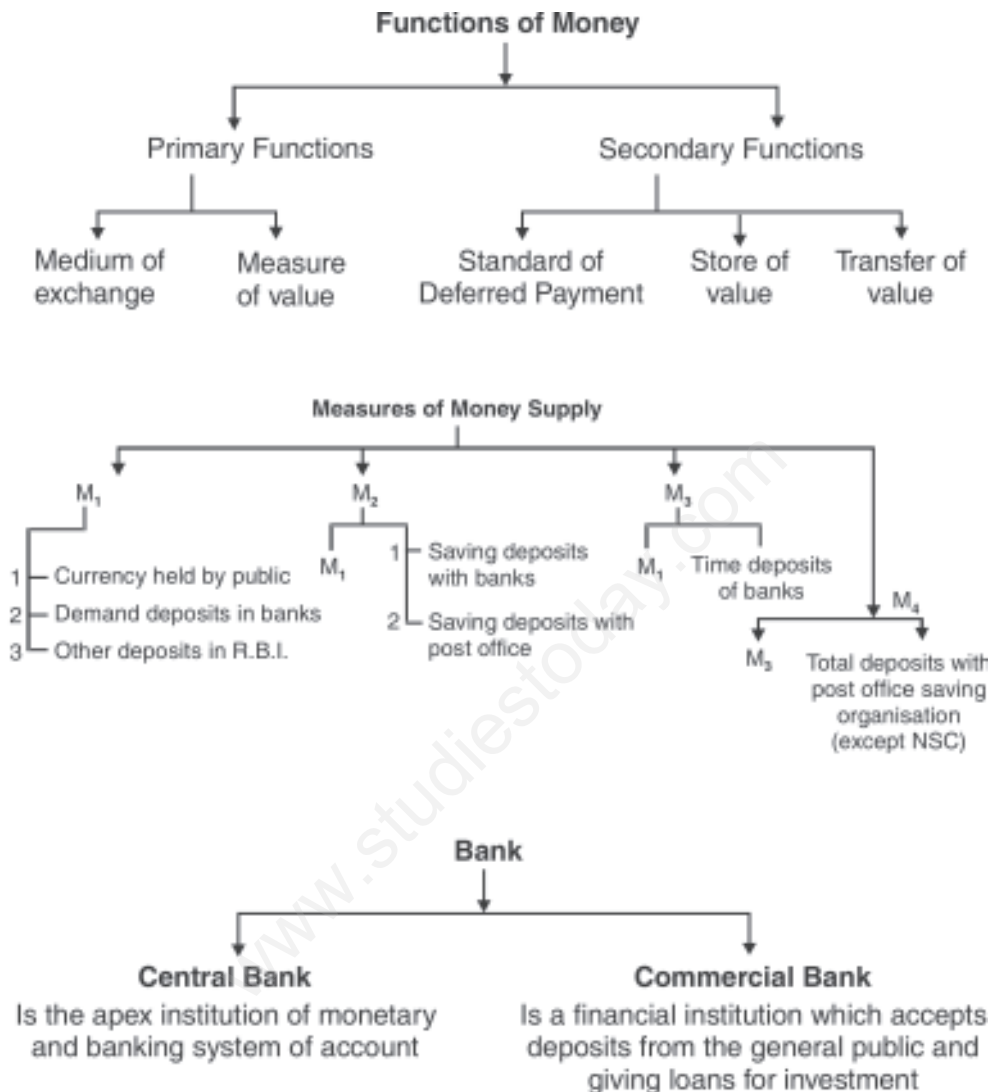 Functions of Money
Primary Functions
Secondary Functions
Medium of
exchange
Measure
of value
Standard of
Deferred Payment
Store of
value
Transfer of
value
Measures of Money Supply
M₁
1 Currency held by public
2 Demand deposits in banks
3 Other deposits in R.B.I.
M₂
M₁
1 Saving deposits
with banks
2 Saving deposits with
post office
M₃
M₁
Time deposits
of banks
M₄
M₃
Total deposits with
post office saving
organisation
(except NSC)
Bank
Central Bank
Is the apex institution of monetary
and banking system of account
Commercial Bank
Is a financial institution which accepts
deposits from the general public and
giving loans for investment
www.studiestoday.com